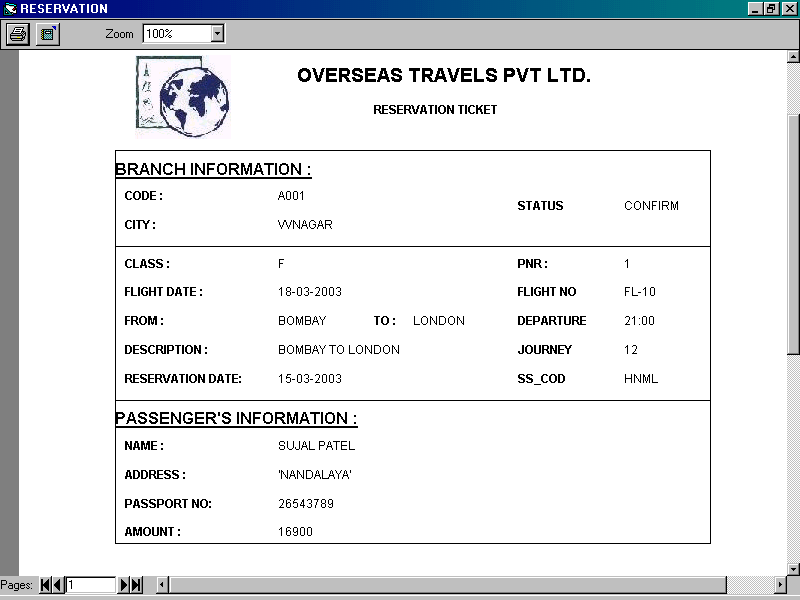 RESERVATION
Zoom 100%
OVERSEAS TRAVELS PVT LTD.
RESERVATION TICKET
BRANCH INFORMATION :
CODE : A001
STATUS CONFIRM
CITY : VVNAGAR
CLASS : F PNR : 1
FLIGHT DATE : 18-03-2003 FLIGHT NO FL-10
FROM : BOMBAY TO : LONDON DEPARTURE 21:00
DESCRIPTION : BOMBAY TO LONDON JOURNEY 12
RESERVATION DATE: 15-03-2003 SS_COD HNML
PASSENGER'S INFORMATION :
NAME : SUJAL PATEL
ADDRESS : 'NANDALAYA'
PASSPORT NO: 26543789
AMOUNT : 16900
Pages: 1